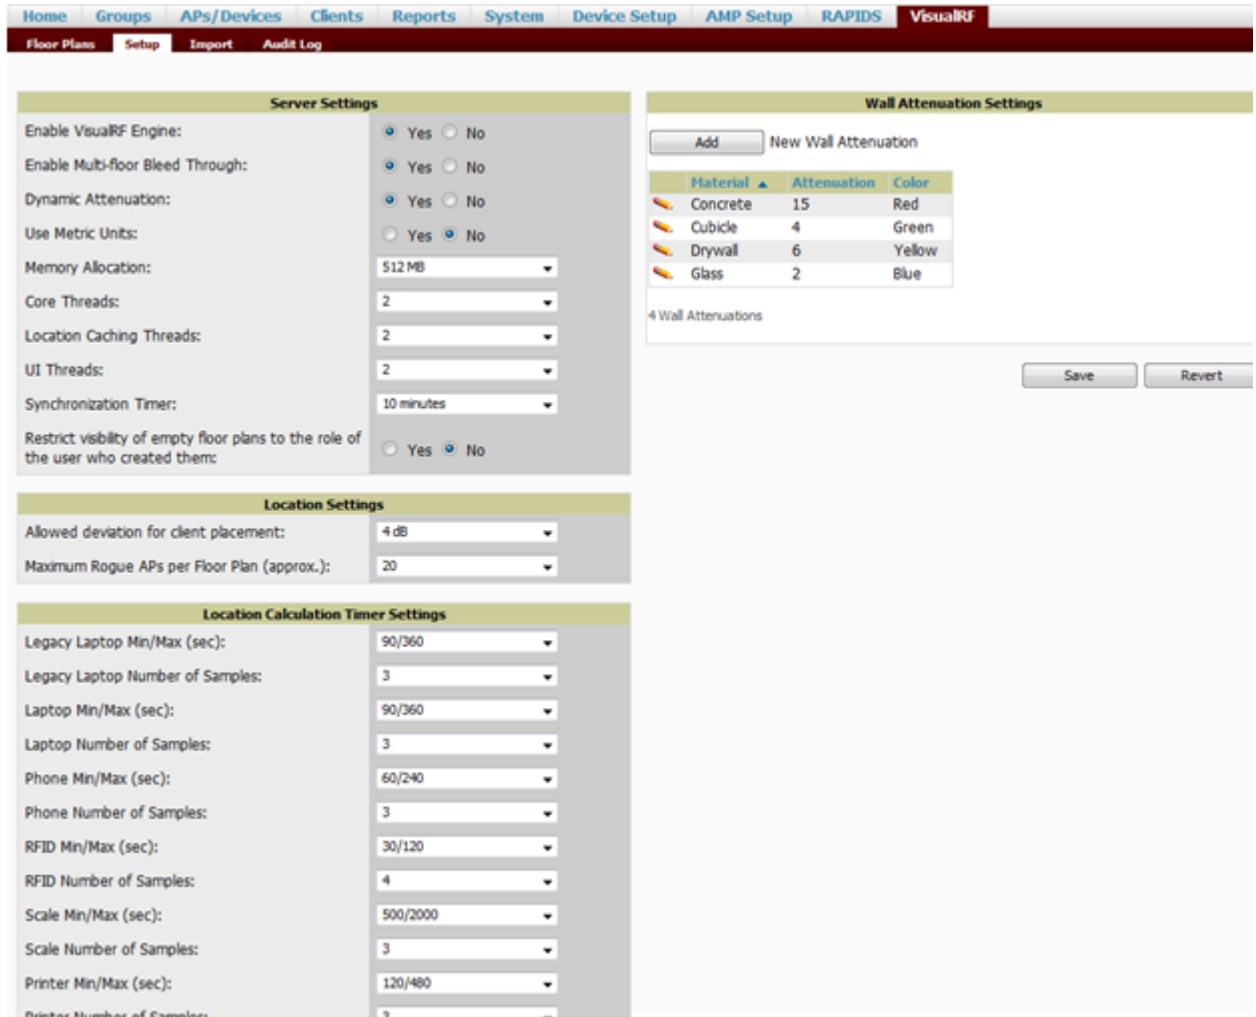 Home Groups APs/Devices Clients Reports System Device Setup AMP Setup RAPIDS VisualRF
Floor Plans Setup Import Audit Log
Server Settings
Enable VisualRF Engine: Yes No
Enable Multi-floor Bleed Through: Yes No
Dynamic Attenuation: Yes No
Use Metric Units: Yes No
Memory Allocation: 512 MB
Core Threads: 2
Location Caching Threads: 2
UI Threads: 2
Synchronization Timer: 10 minutes
Restrict visibility of empty floor plans to the role of
the user who created them: Yes No
Location Settings
Allowed deviation for client placement: 4 dB
Maximum Rogue APs per Floor Plan (approx.): 20
Location Calculation Timer Settings
Legacy Laptop Min/Max (sec): 90/360
Legacy Laptop Number of Samples: 3
Laptop Min/Max (sec): 90/360
Laptop Number of Samples: 3
Phone Min/Max (sec): 60/240
Phone Number of Samples: 3
RFID Min/Max (sec): 30/120
RFID Number of Samples: 4
Scale Min/Max (sec): 500/2000
Scale Number of Samples: 3
Printer Min/Max (sec): 120/480
Printer Number of Samples: 3
Wall Attenuation Settings
Add New Wall Attenuation
Material Attenuation Color
Concrete 15 Red
Cubicle 4 Green
Drywall 6 Yellow
Glass 2 Blue
4 Wall Attenuations
Save Revert